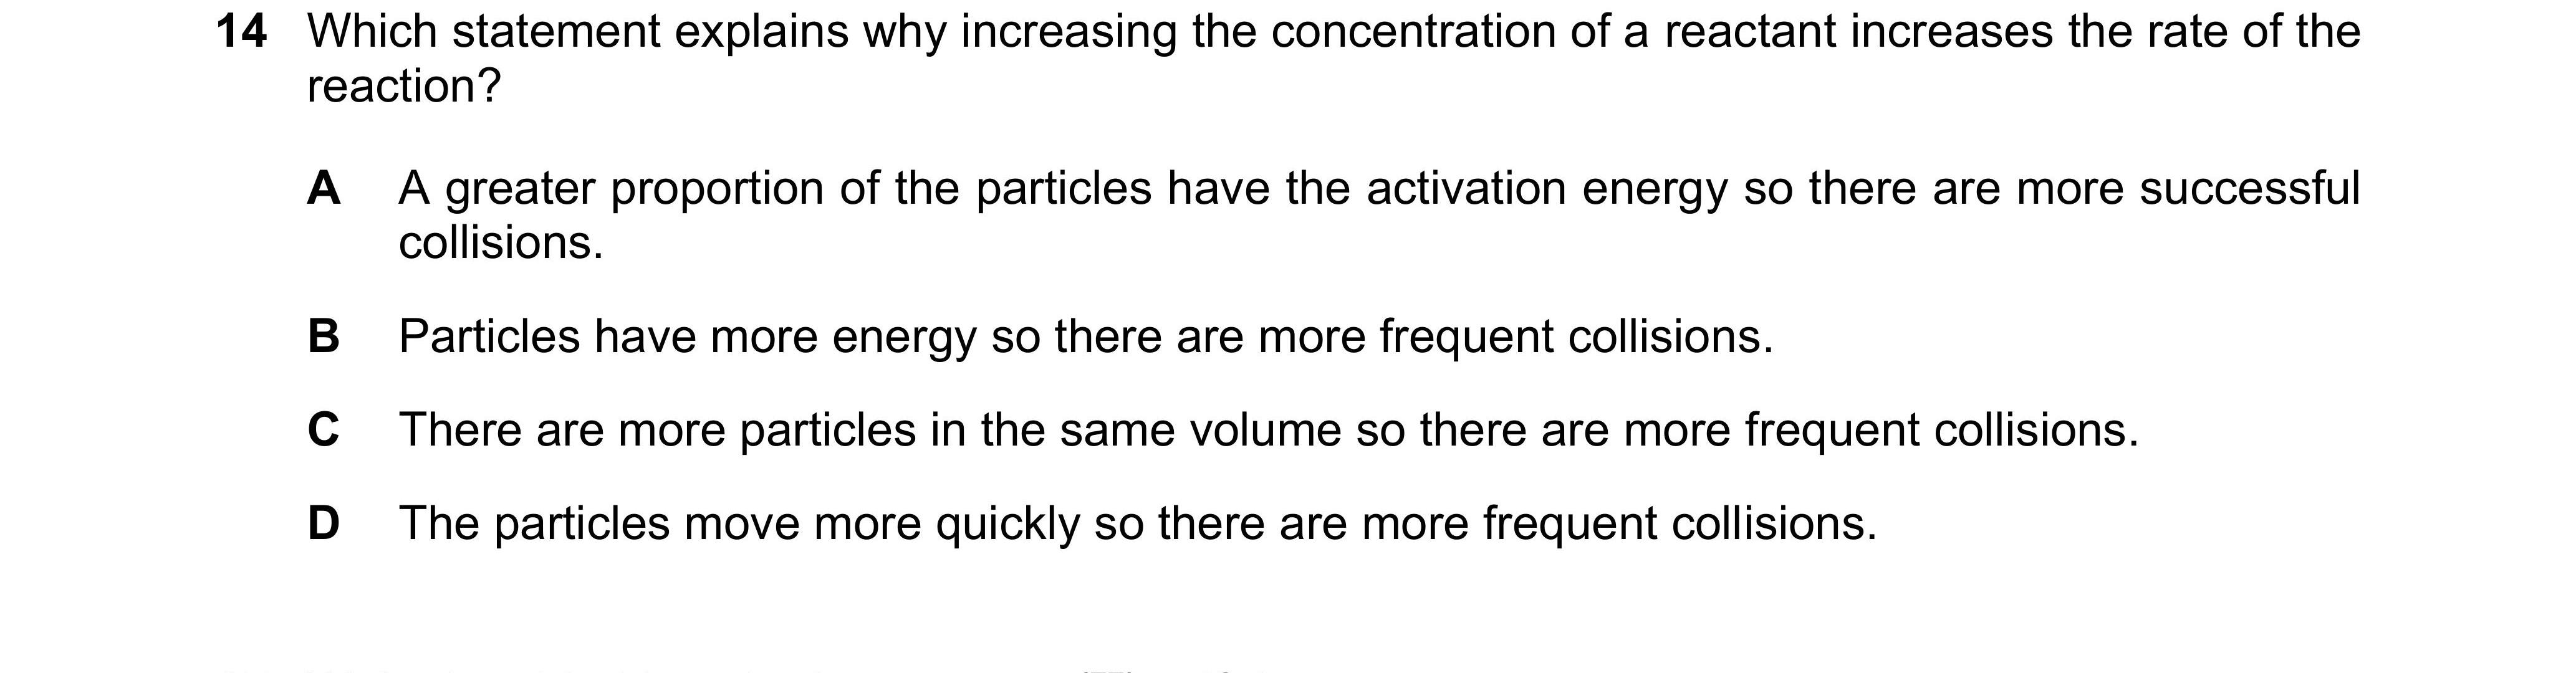 14 Which statement explains why increasing the concentration of a reactant increases the rate of the
reaction?
A A greater proportion of the particles have the activation energy so there are more successful
collisions.
B Particles have more energy so there are more frequent collisions.
C There are more particles in the same volume so there are more frequent collisions.
D The particles move more quickly so there are more frequent collisions.